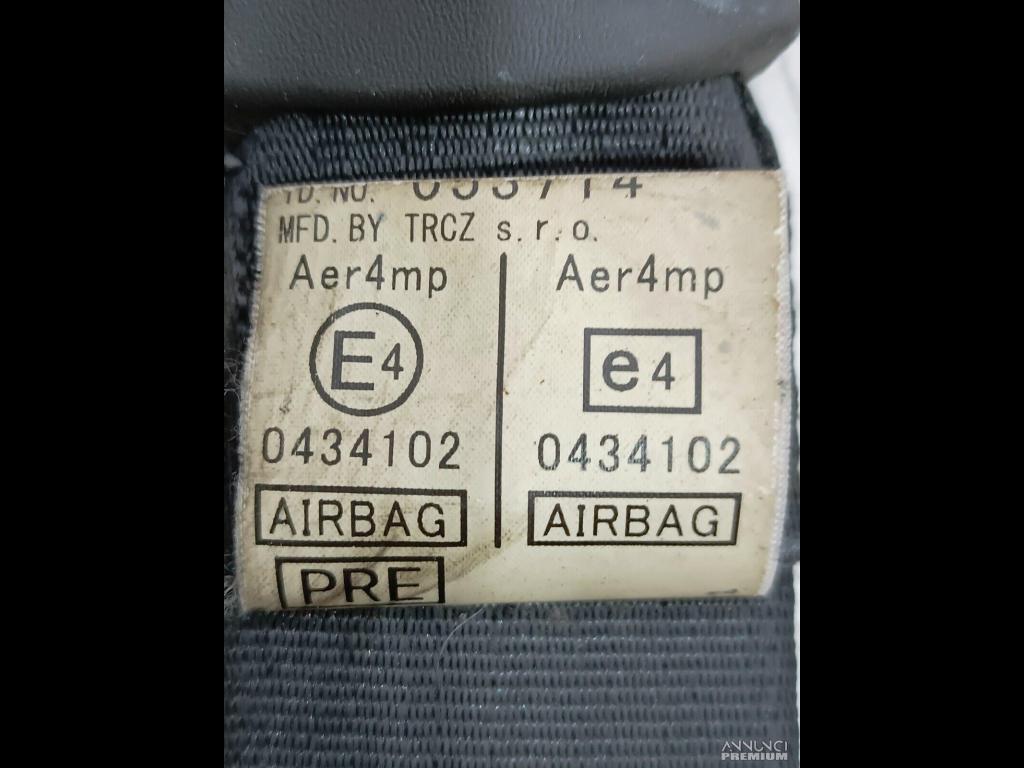 MFD. BY TRCZ s.r.o.
Aer4mp Aer4mp
E4 e4
0434102 0434102
AIRBAG AIRBAG
PRE
ANNUNCI
PREMIUM